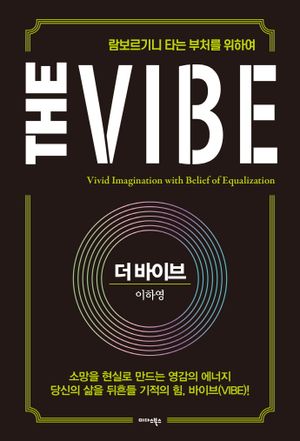 람보르기니 타는 부처를 위하여
THE VIBE
Vivid Imagination with Belief of Equalization
더 바이브
이하영
소망을 현실로 만드는 영감의 에너지
당신의 삶을 뒤흔들 기적의 힘, 바이브(VIBE)!
미다스북스